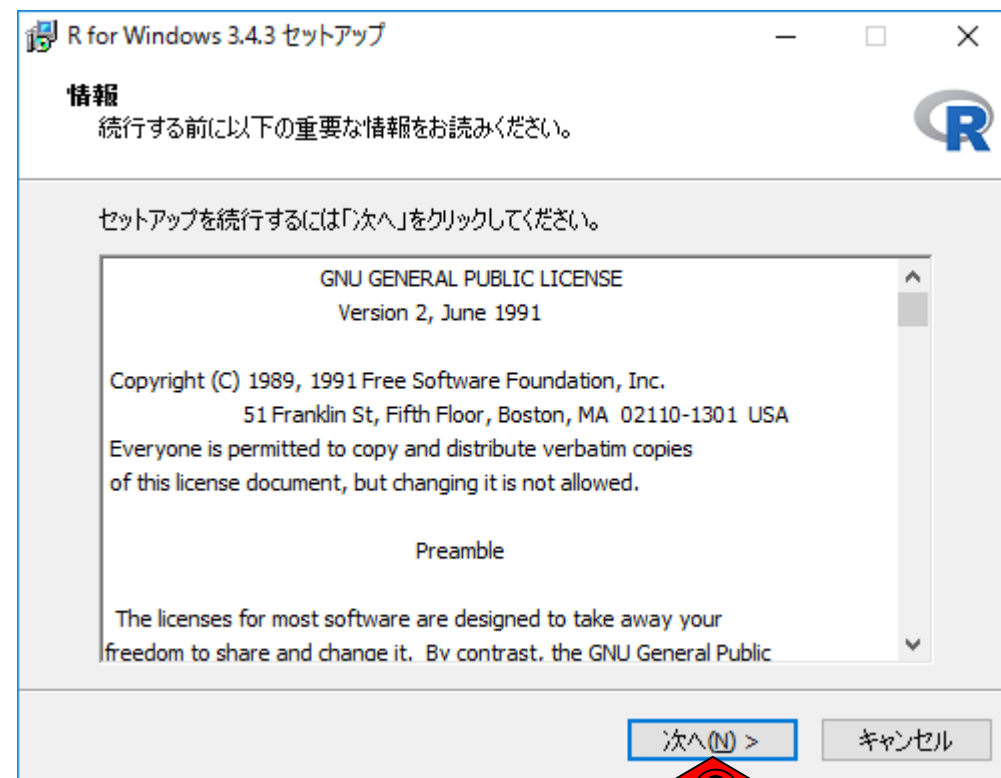 R for Windows 3.4.3 セットアップ
情報
続行する前に以下の重要な情報をお読みください。
R
セットアップを続行するには「次へ」をクリックしてください。
GNU GENERAL PUBLIC LICENSE
Version 2, June 1991
Copyright (C) 1989, 1991 Free Software Foundation, Inc.
51 Franklin St, Fifth Floor, Boston, MA 02110-1301 USA
Everyone is permitted to copy and distribute verbatim copies
of this license document, but changing it is not allowed.
Preamble
The licenses for most software are designed to take away your
freedom to share and change it. By contrast, the GNU General Public
次へ(N) >
キャンセル